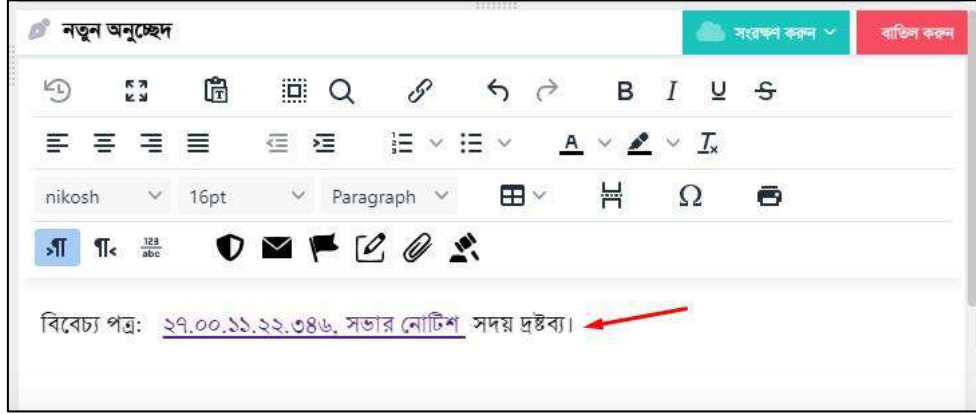 নতুন অনুচ্ছেদ সংরক্ষণ করুন বাতিল করুন
B I U S
A
nikosh 16pt Paragraph Ω
123
abc
বিবেচ্য পত্র: ২৭.০০.১১.২২.৩৪৬, সভার নোটিশ সদয় দ্রষ্টব্য।